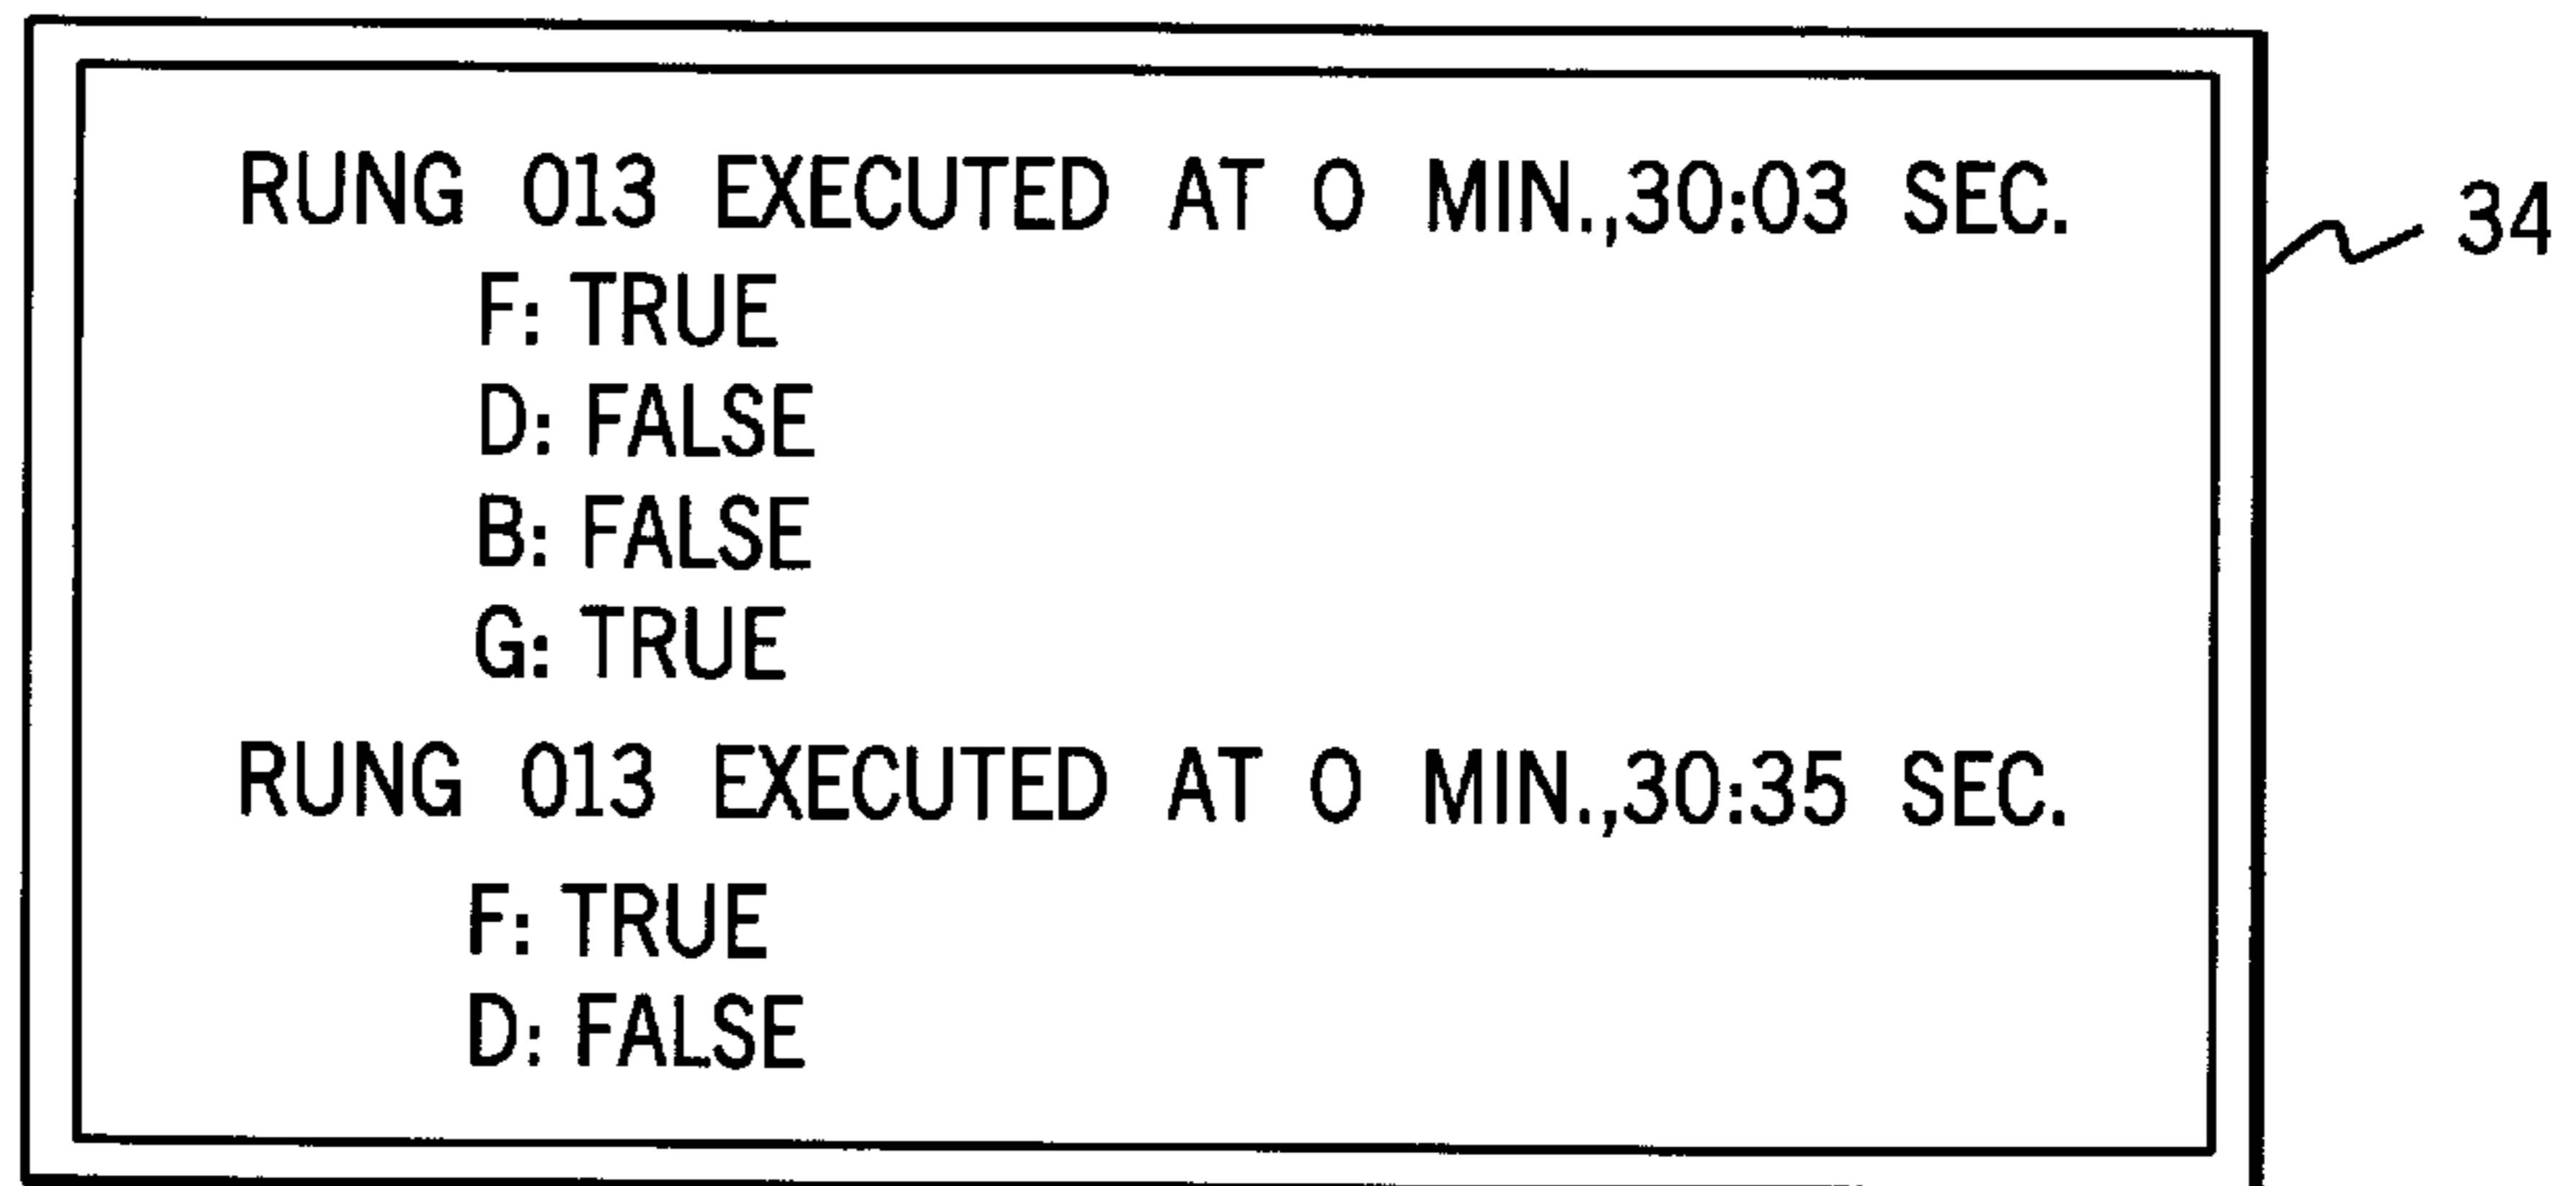 RUNG 013 EXECUTED AT 0 MIN.,30:03 SEC.
34
F: TRUE
D: FALSE
B: FALSE
G: TRUE
RUNG 013 EXECUTED AT 0 MIN.,30:35 SEC.
F: TRUE
D: FALSE